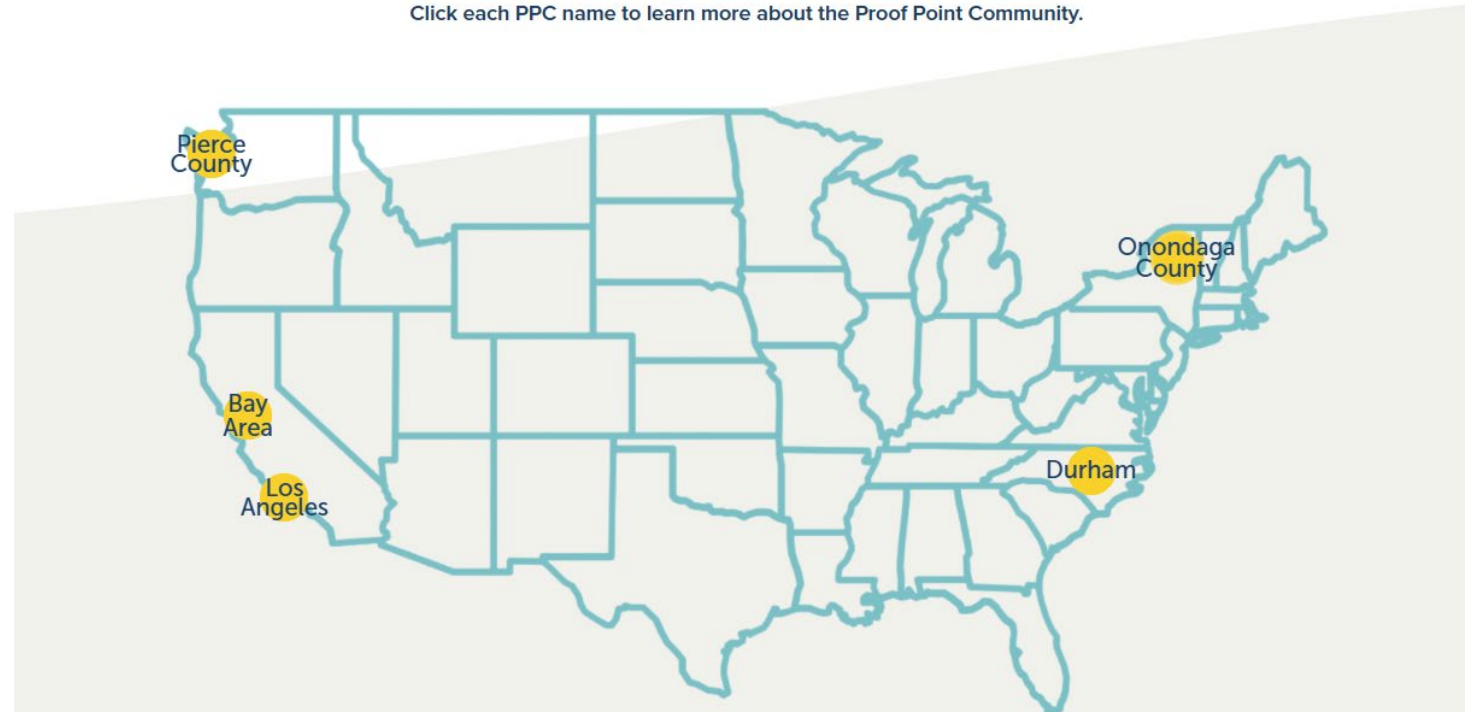 Click each PPC name to learn more about the Proof Point Community.
Pierce
County
Onondaga
County
Bay
Area
Los
Angeles
Durham